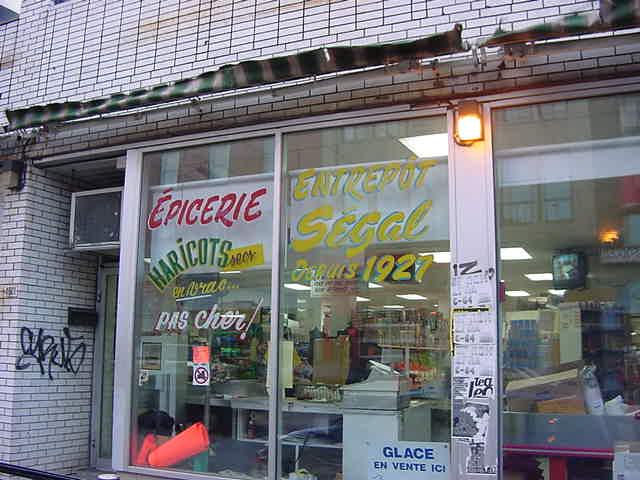 ÉPICERIE
HARICOTS secs
en vrac...
PAS cher!
ENTREPÔT
Ségal
Depuis 1927
GLACE
EN VENTE ICI